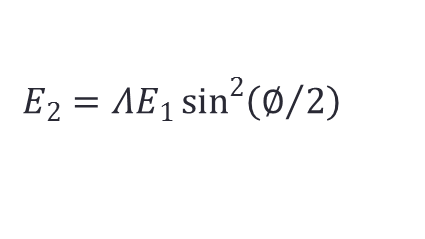 E₂ = ΛE₁ sin²(∅/2)